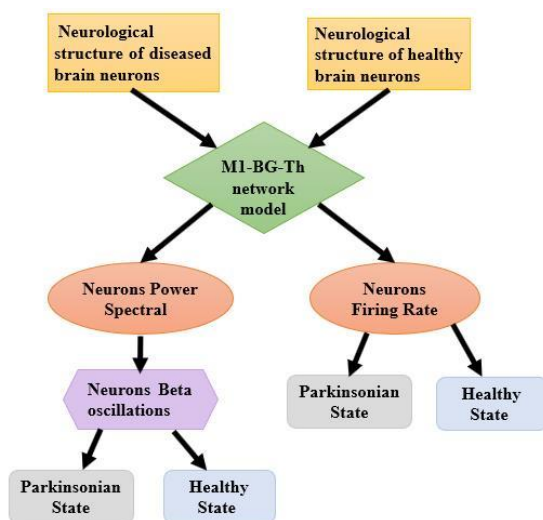 Neurological
structure of diseased
brain neurons
Neurological
structure of healthy
brain neurons
M1-BG-Th
network
model
Neurons Power
Spectral
Neurons
Firing Rate
Neurons Beta
oscillations
Parkinsonian
State
Healthy
State
Parkinsonian
State
Healthy
State